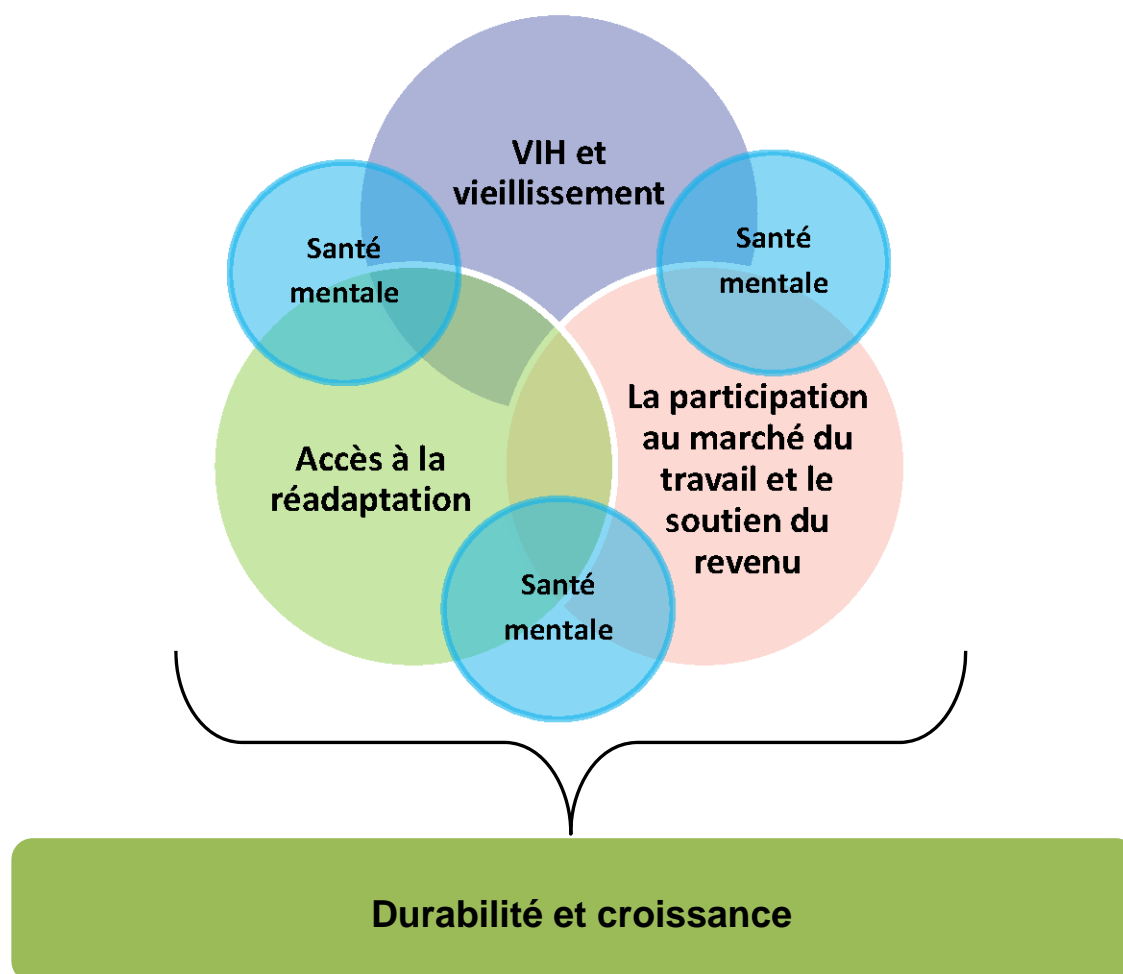 VIH et
vieillissement
Santé
mentale
Santé
mentale
Accès à la
réadaptation
La participation
au marché du
travail et le
soutien du
revenu
Santé
mentale
Durabilité et croissance